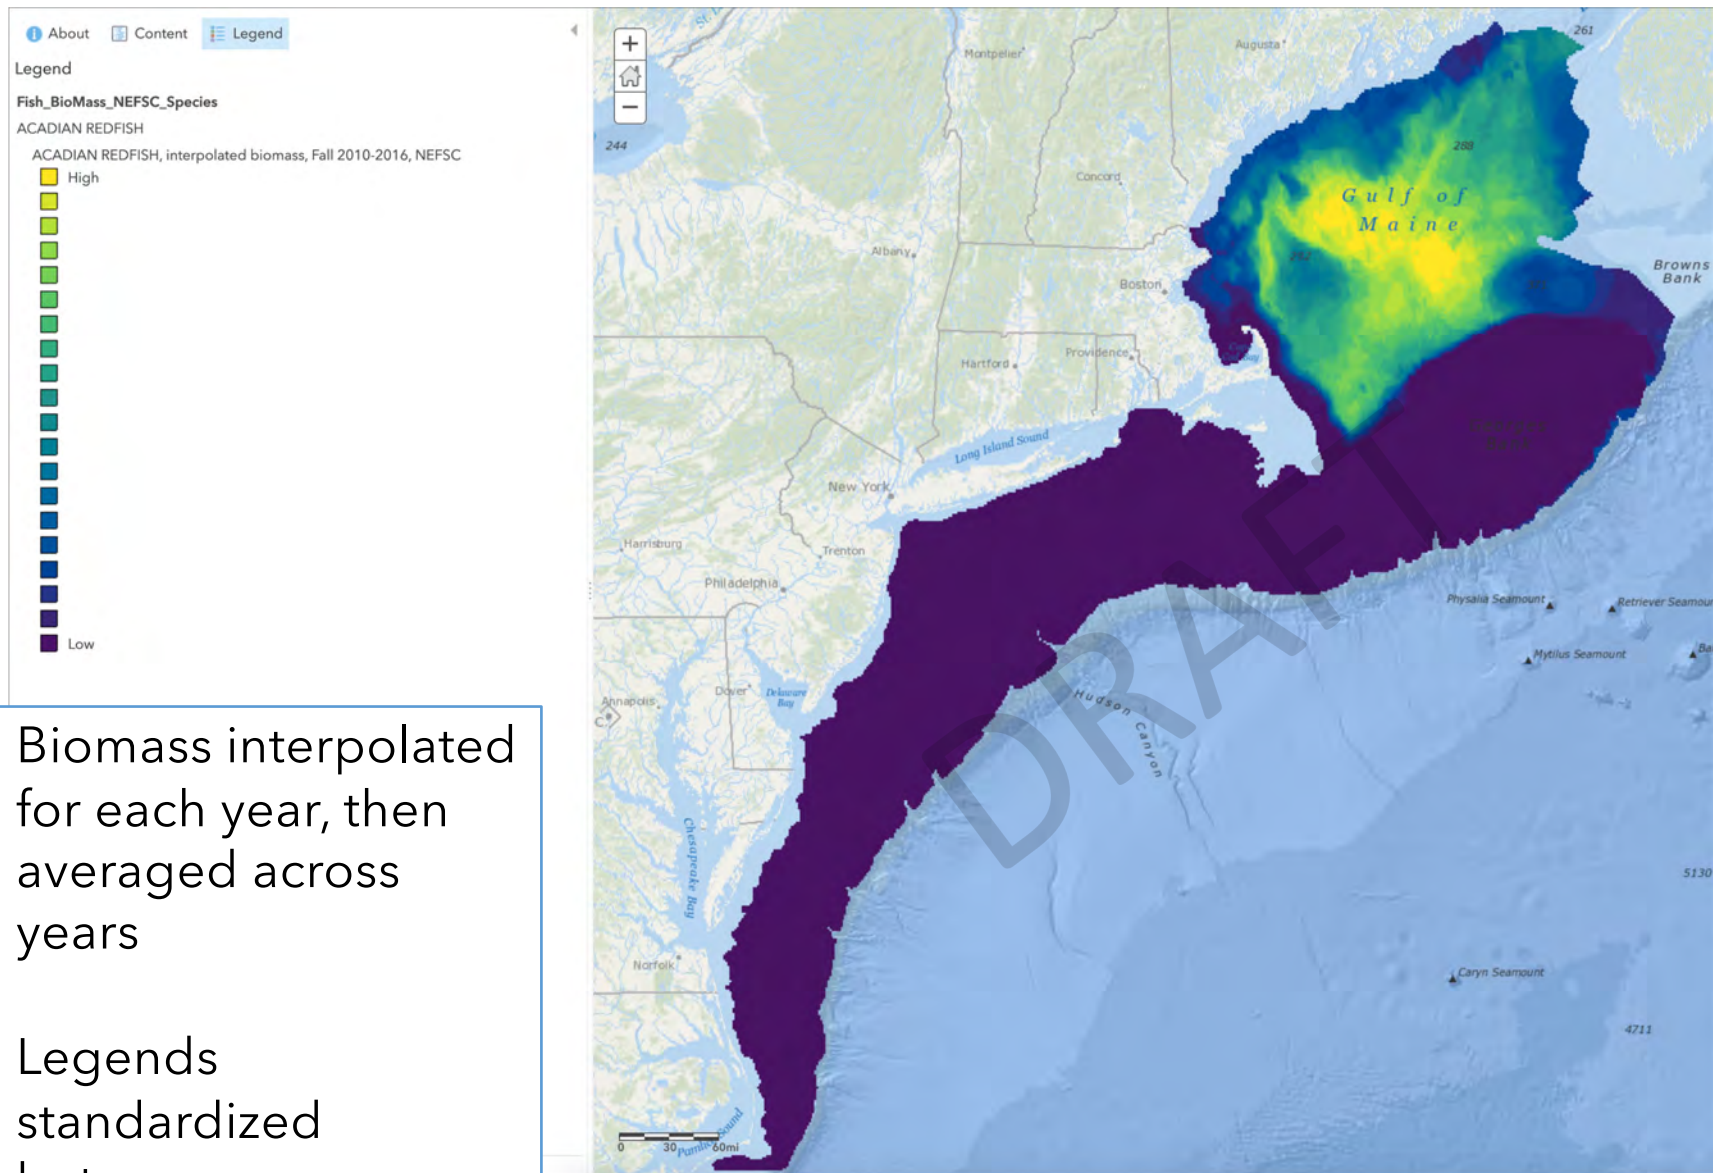 About Content Legend
Legend
Fish_BioMass_NEFSC_Species
ACADIAN REDFISH
ACADIAN REDFISH, interpolated biomass, Fall 2010-2016, NEFSC
High
Low
Biomass interpolated
for each year, then
averaged across
years
Legends
standardized
+
−
261
Montpelier
Augusta
244
288
Concord
Gulf of
Maine
Albany
Browns
Bank
Boston
Hartford
Providence
Long Island Sound
New York
Harrisburg
Trenton
Philadelphia
Physalia Seamount
Retriever Seamoun
Mytilus Seamount
Dover
Delaware
Bay
Annapolis
Hudson Canyon
Chesapeake Bay
5130
Norfolk
Caryn Seamount
4711
Sound
0 30 60mi
DRAFT